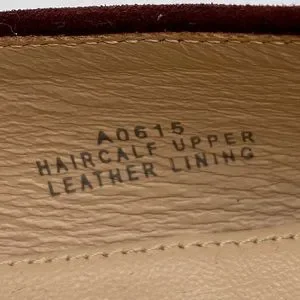 A0615
HAIRCALF UPPER
LEATHER LINING